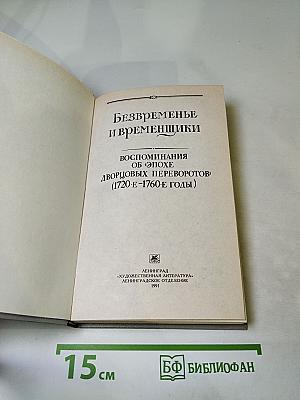 БЕЗВРЕМЕНЬЕ
И ВРЕМЕНЩИКИ
ВОСПОМИНАНИЯ
ОБ «ЭПОХЕ
ДВОРЦОВЫХ ПЕРЕВОРОТОВ»
(1720-Е—1760-Е ГОДЫ)
ЛЕНИНГРАД
«ХУДОЖЕСТВЕННАЯ ЛИТЕРАТУРА»
ЛЕНИНГРАДСКОЕ ОТДЕЛЕНИЕ
1991
15 см
БФ БИБЛИОФАН